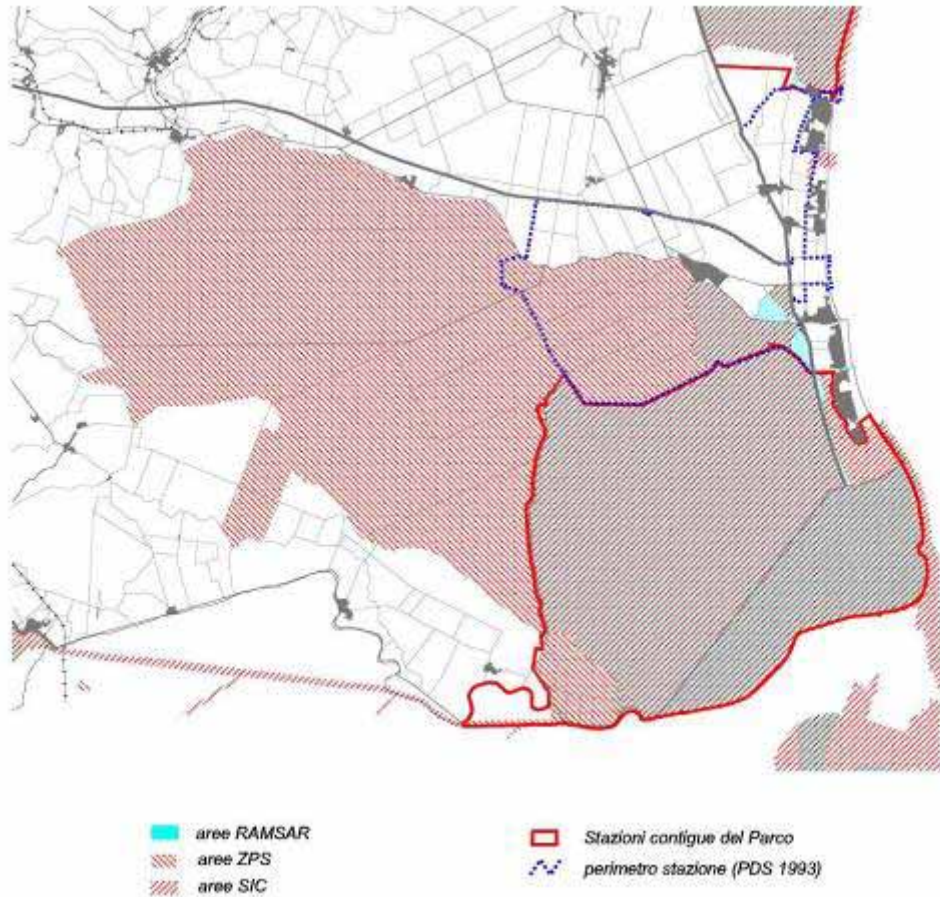 aree RAMSAR
aree ZPS
aree SIC
Stazioni contigue del Parco
perimetro stazione (PDS 1993)